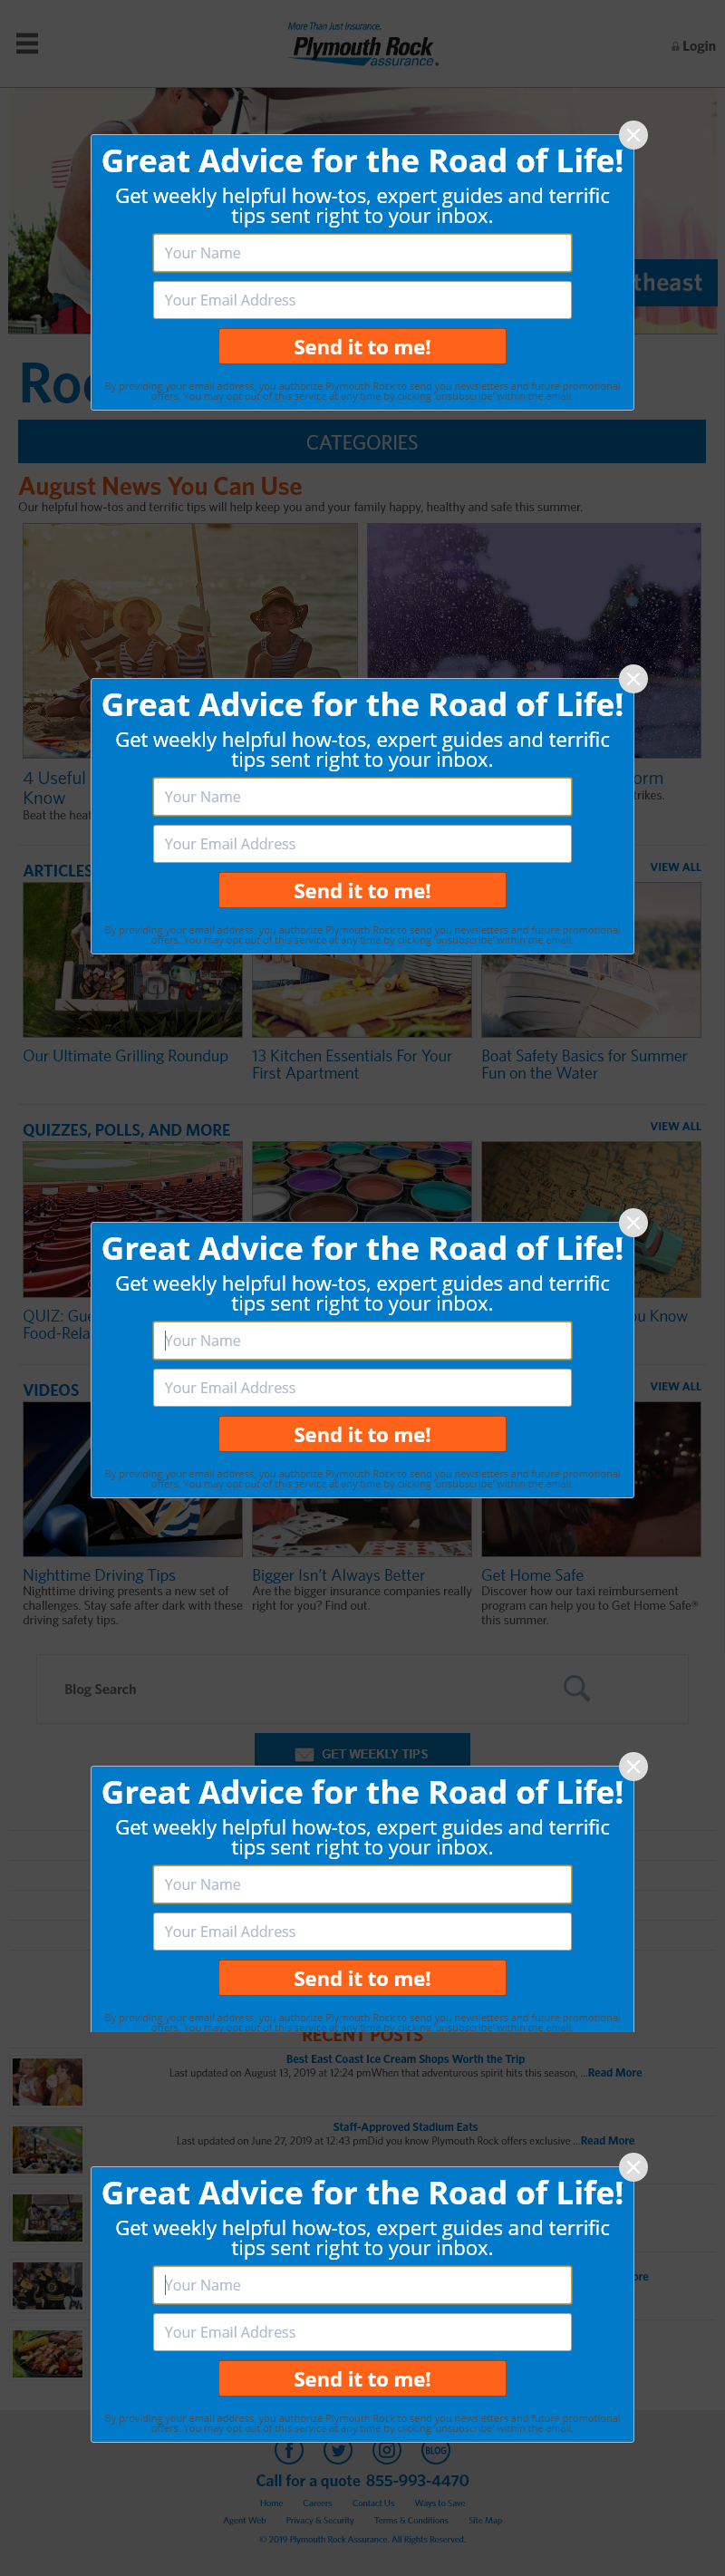 More Than Just Insurance.
Plymouth Rock
assurance.
Login
Great Advice for the Road of Life!
Get weekly helpful how-tos, expert guides and terrific
tips sent right to your inbox.
Your Name
theast
Your Email Address
Send it to me!
By providing your email address, you authorize Plymouth Rock to send you newsletters and future promotional
offers. You may opt out of this service at any time by clicking 'unsubscribe' within the email.
CATEGORIES
August News You Can Use
Our helpful how-tos and terrific tips will help keep you and your family happy, healthy and safe this summer.
Great Advice for the Road of Life!
Get weekly helpful how-tos, expert guides and terrific
tips sent right to your inbox.
4 Useful
orm
Know
Your Name
trikes.
Beat the heat
Your Email Address
ARTICLES
VIEW ALL
Send it to me!
By providing your email address, you authorize Plymouth Rock to send you newsletters and future promotional
offers. You may opt out of this service at any time by clicking 'unsubscribe' within the email.
Our Ultimate Grilling Roundup
13 Kitchen Essentials For Your
First Apartment
Boat Safety Basics for Summer
Fun on the Water
QUIZZES, POLLS, AND MORE
VIEW ALL
Great Advice for the Road of Life!
Get weekly helpful how-tos, expert guides and terrific
tips sent right to your inbox.
QUIZ: Gue
ou Know
Food-Rela
Your Name
Your Email Address
VIDEOS
VIEW ALL
Send it to me!
By providing your email address, you authorize Plymouth Rock to send you newsletters and future promotional
offers. You may opt out of this service at any time by clicking 'unsubscribe' within the email.
Nighttime Driving Tips
Nighttime driving presents a new set of
challenges. Stay safe after dark with these
driving safety tips.
Bigger Isn't Always Better
Are the bigger insurance companies really
right for you? Find out.
Get Home Safe
Discover how our taxi reimbursement
program can help you to Get Home Safe®
this summer.
Blog Search
GET WEEKLY TIPS
Great Advice for the Road of Life!
Get weekly helpful how-tos, expert guides and terrific
tips sent right to your inbox.
Your Name
Your Email Address
Send it to me!
By providing your email address, you authorize Plymouth Rock to send you newsletters and future promotional
offers. You may opt out of this service at any time by clicking 'unsubscribe' within the email.
RECENT POSTS
Best East Coast Ice Cream Shops Worth the Trip
Last updated on August 13, 2019 at 12:24 pmWhen that adventurous spirit hits this season, ...Read More
Staff-Approved Stadium Eats
Last updated on June 27, 2019 at 12:43 pmDid you know Plymouth Rock offers exclusive ...Read More
Great Advice for the Road of Life!
Get weekly helpful how-tos, expert guides and terrific
tips sent right to your inbox.
Your Name
ore
Your Email Address
Send it to me!
By providing your email address, you authorize Plymouth Rock to send you newsletters and future promotional
offers. You may opt out of this service at any time by clicking 'unsubscribe' within the email.
BLOG
Call for a quote 855-993-4470
Home Careers Contact Us Ways to Save
Agent Web Privacy & Security Terms & Conditions Site Map
© 2019 Plymouth Rock Assurance. All Rights Reserved.